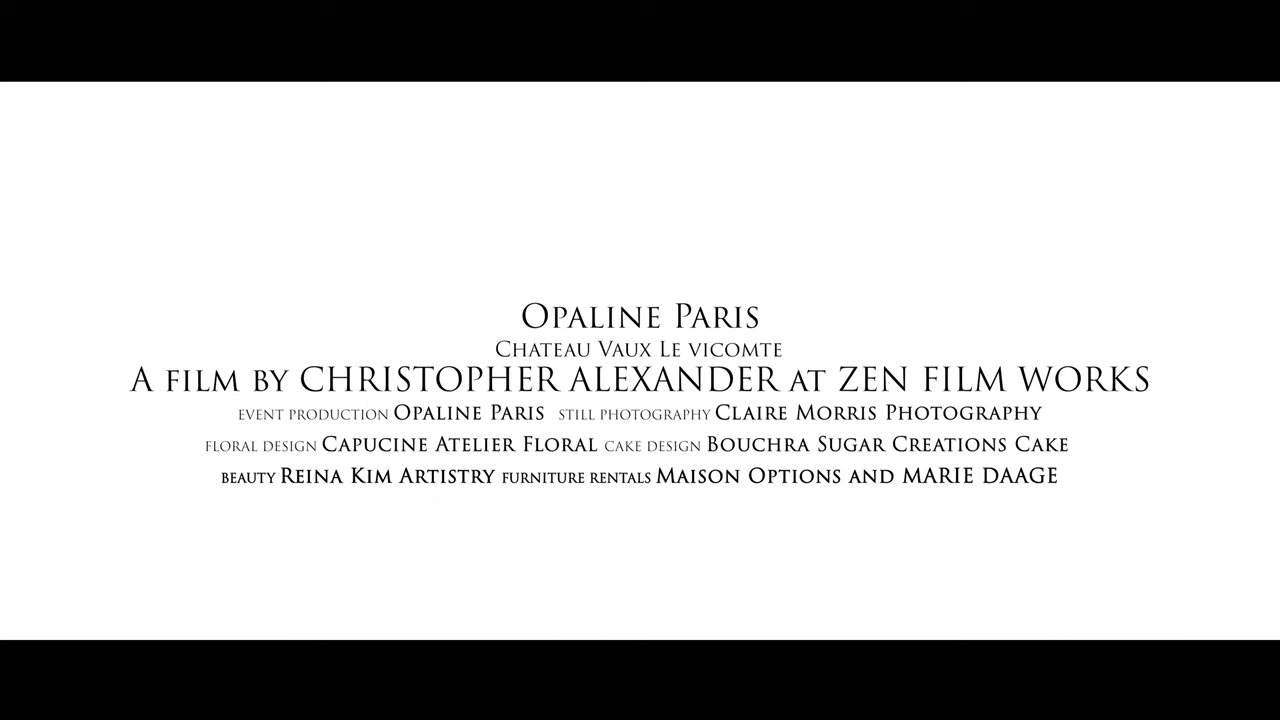 Opaline Paris
Chateau Vaux Le vicomte
A film by CHRISTOPHER ALEXANDER at ZEN FILM WORKS
event production Opaline Paris still photography Claire Morris Photography
floral design Capucine Atelier Floral cake design Bouchra Sugar Creations Cake
beauty Reina Kim Artistry furniture rentals Maison Options and MARIE DAAGE